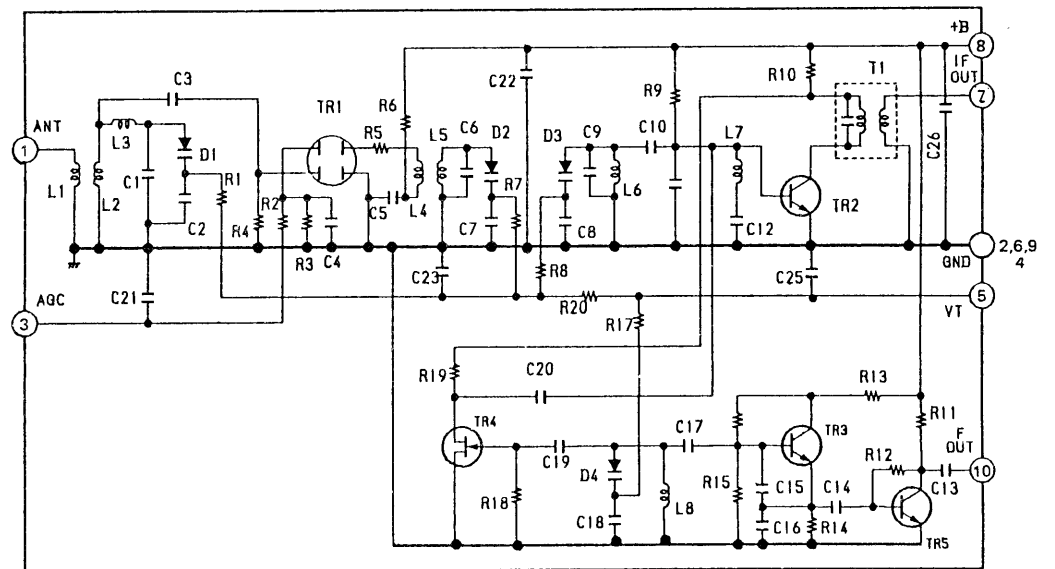 +B
8
IF
OUT
7
C3
TR1
R6
C22
R9
R10
T1
ANT
1
L3
D1
R5
L5
C6
D2
D3
C9
C10
L7
C26
L1
L2
C1
C2
R1
R4
R2
R3
C4
C5
L4
C7
R7
C8
L6
C12
TR2
GND
2,6,9
4
C21
C23
R8
C25
AGC
3
R20
R17
5
VT
R19
C20
R13
R11
TR4
C19
C17
TR3
F
OUT
10
R12
C13
R18
D4
C18
L8
R15
C15
C16
C14
R14
TR5